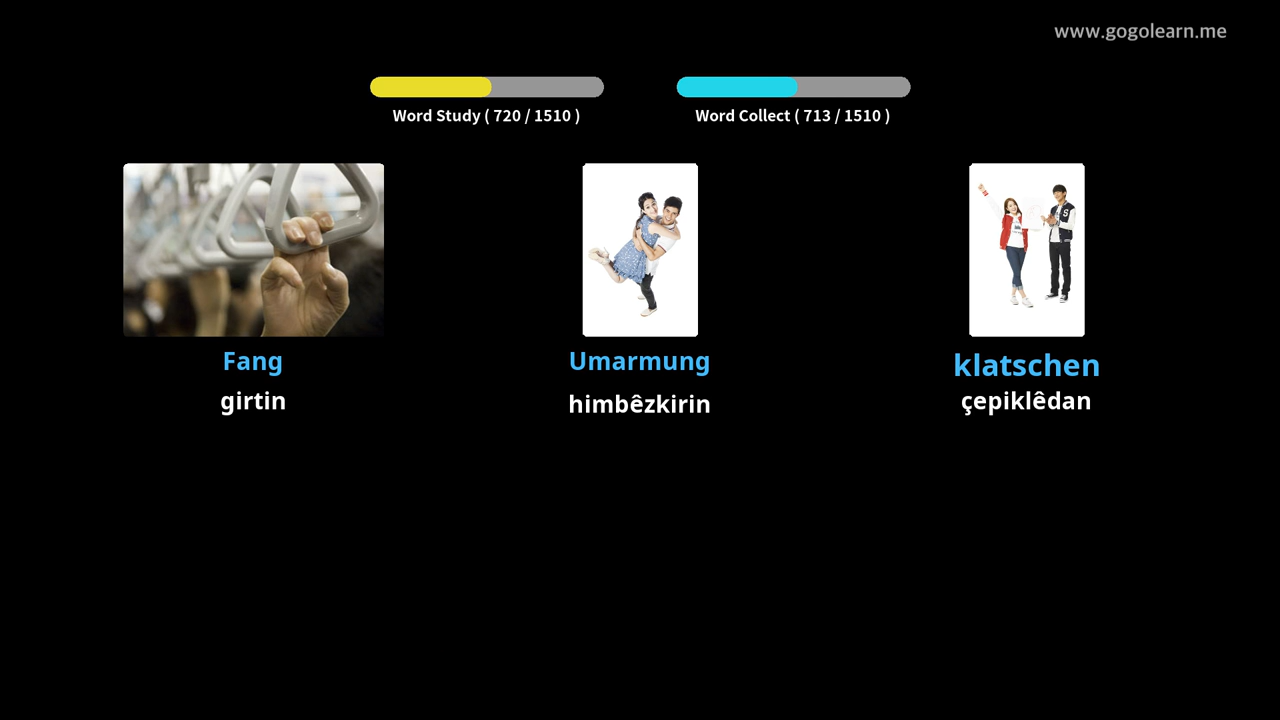 www.gogolearn.me
Word Study ( 720 / 1510 )
Word Collect ( 713 / 1510 )
Fang
girtin
Umarmung
himbêzkirin
klatschen
çepiklêdan